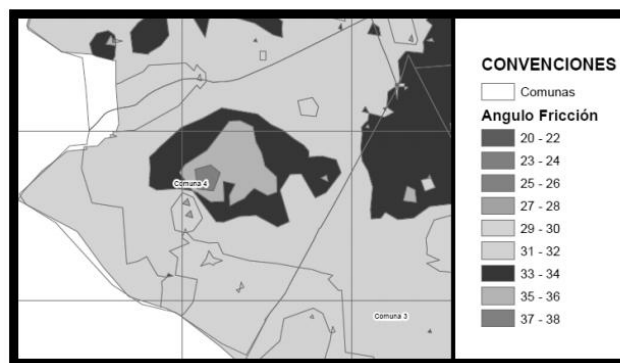 Comuna 4
Comuna 3
CONVENCIONES
Comunas
Angulo Fricción
20 - 22
23 - 24
25 - 26
27 - 28
29 - 30
31 - 32
33 - 34
35 - 36
37 - 38